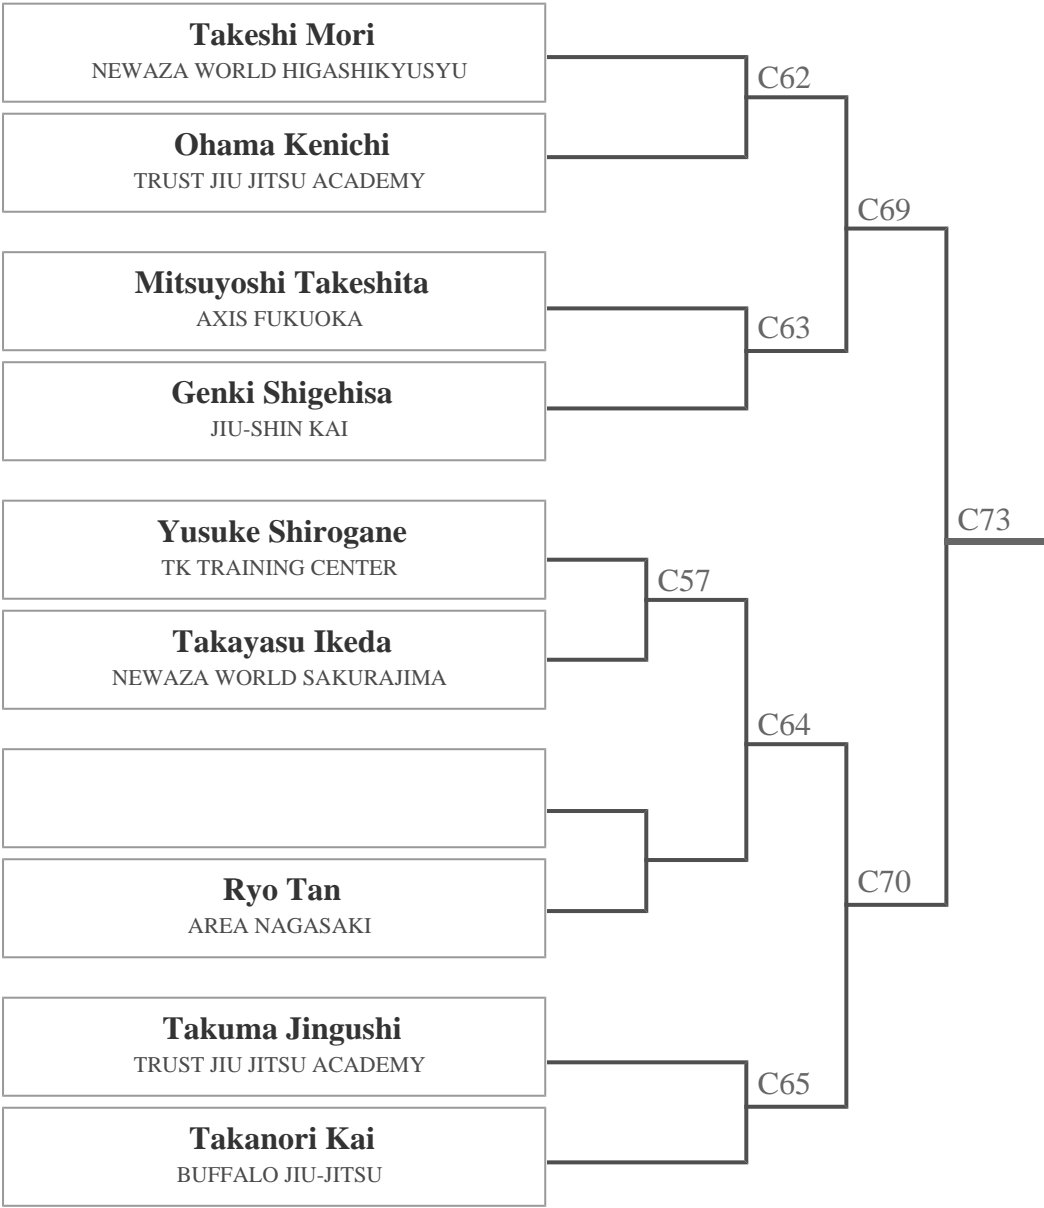 Takeshi Mori
NEWAZA WORLD HIGASHIKYUSYU
C62
Ohama Kenichi
TRUST JIU JITSU ACADEMY
C69
Mitsuyoshi Takeshita
AXIS FUKUOKA
C63
Genki Shigehisa
JIU-SHIN KAI
Yusuke Shirogane
TK TRAINING CENTER
C73
C57
Takayasu Ikeda
NEWAZA WORLD SAKURAJIMA
C64
Ryo Tan
AREA NAGASAKI
C70
Takuma Jingushi
TRUST JIU JITSU ACADEMY
C65
Takanori Kai
BUFFALO JIU-JITSU